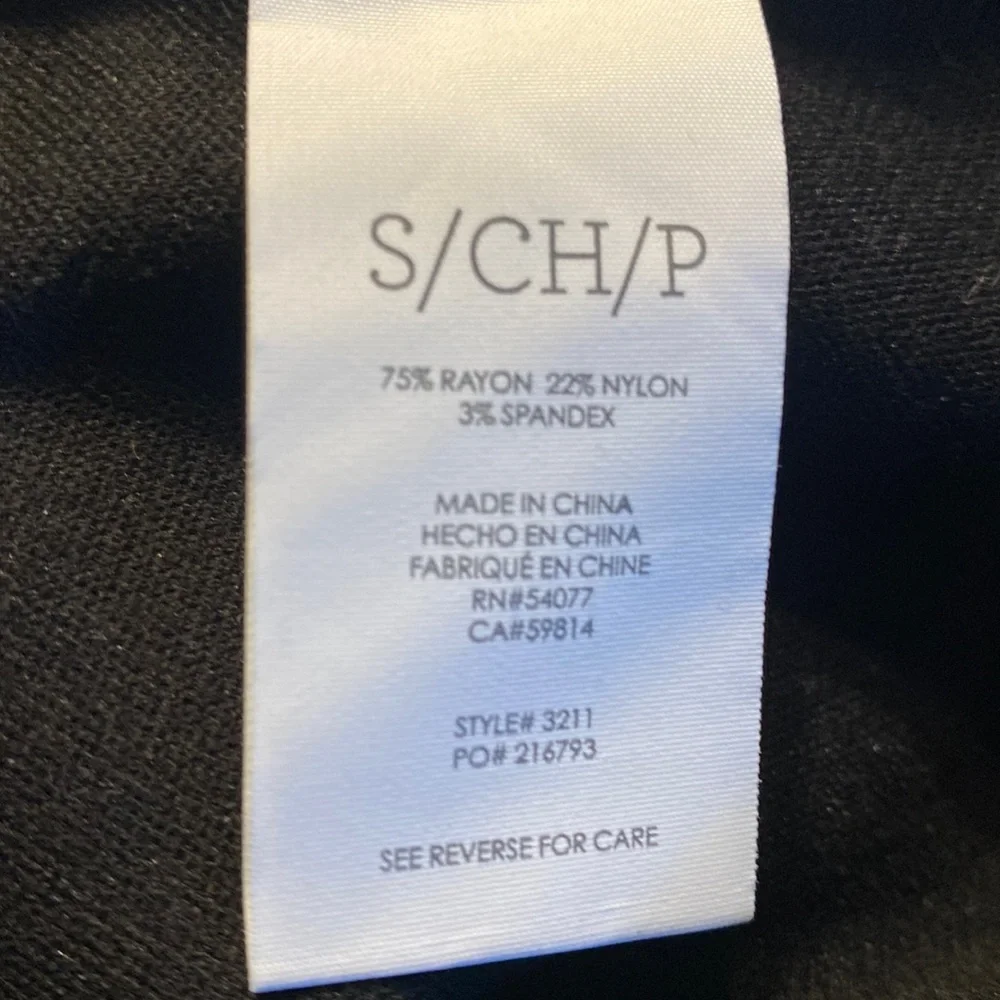 S/CH/P
75% RAYON 22% NYLON
3% SPANDEX
MADE IN CHINA
HECHO EN CHINA
FABRIQUÉ EN CHINE
RN#54077
CA#59814
STYLE# 3211
PO# 216793
SEE REVERSE FOR CARE